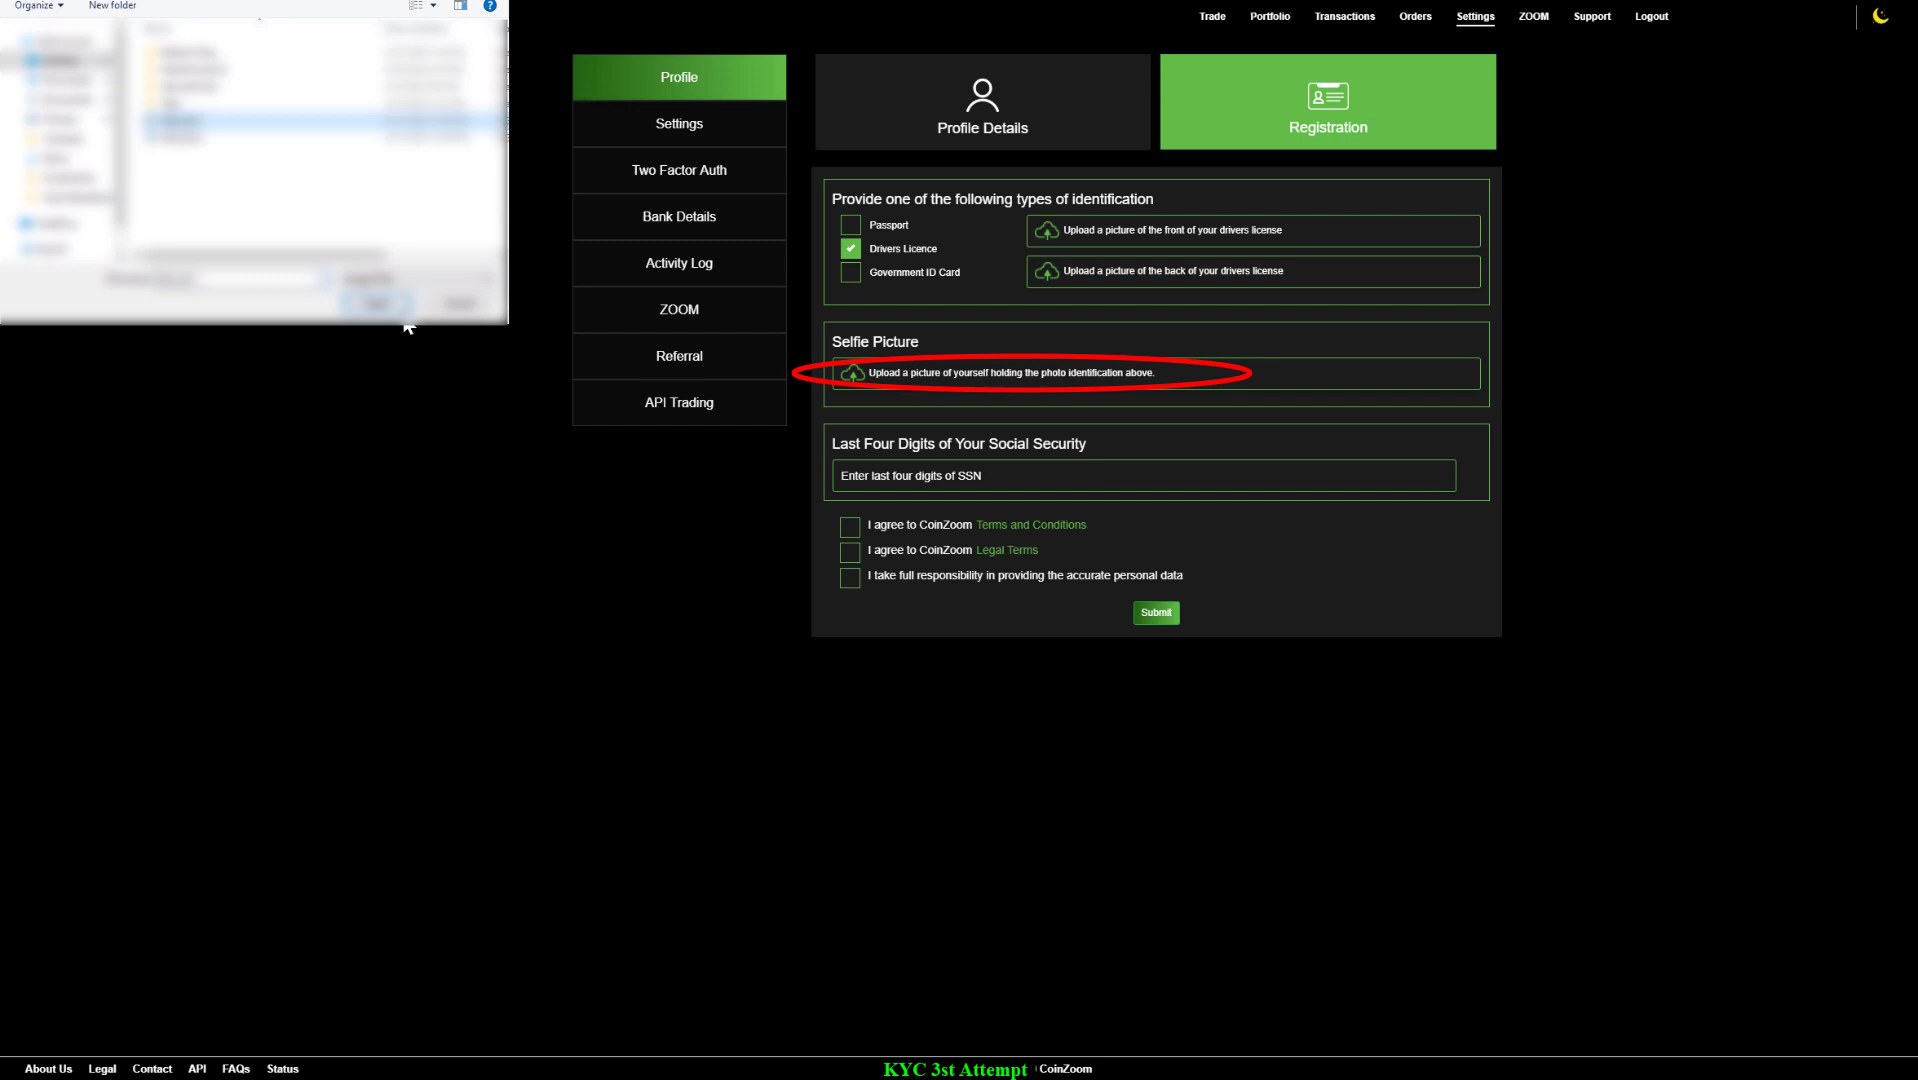 Organize
New folder
?
Trade
Portfolio
Transactions
Orders
Settings
ZOOM
Support
Logout
Profile
Settings
Two Factor Auth
Bank Details
Activity Log
ZOOM
Referral
API Trading
Profile Details
Registration
Provide one of the following types of identification
Passport
Drivers Licence
Government ID Card
Upload a picture of the front of your drivers license
Upload a picture of the back of your drivers license
Selfie Picture
Upload a picture of yourself holding the photo identification above.
Last Four Digits of Your Social Security
Enter last four digits of SSN
I agree to CoinZoom Terms and Conditions
I agree to CoinZoom Legal Terms
I take full responsibility in providing the accurate personal data
Submit
About Us
Legal
Contact
API
FAQs
Status
KYC 3st Attempt
CoinZoom